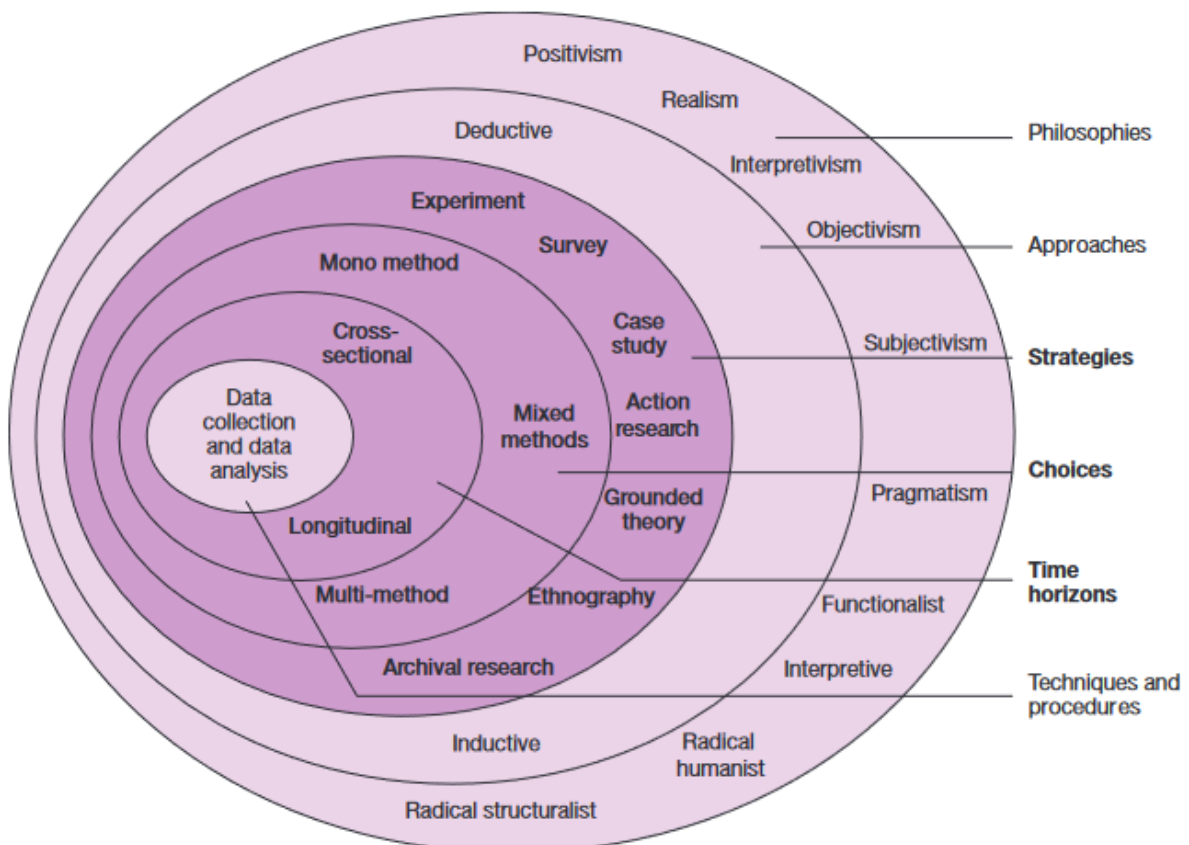 Positivism
Realism
Philosophies
Deductive
Interpretivism
Experiment
Objectivism
Approaches
Survey
Mono method
Case
study
Cross-
sectional
Subjectivism
Strategies
Data
collection
and data
analysis
Mixed
methods
Action
research
Choices
Pragmatism
Grounded
theory
Longitudinal
Time
horizons
Multi-method
Ethnography
Functionalist
Archival research
Interpretive
Techniques and
procedures
Inductive
Radical
humanist
Radical structuralist